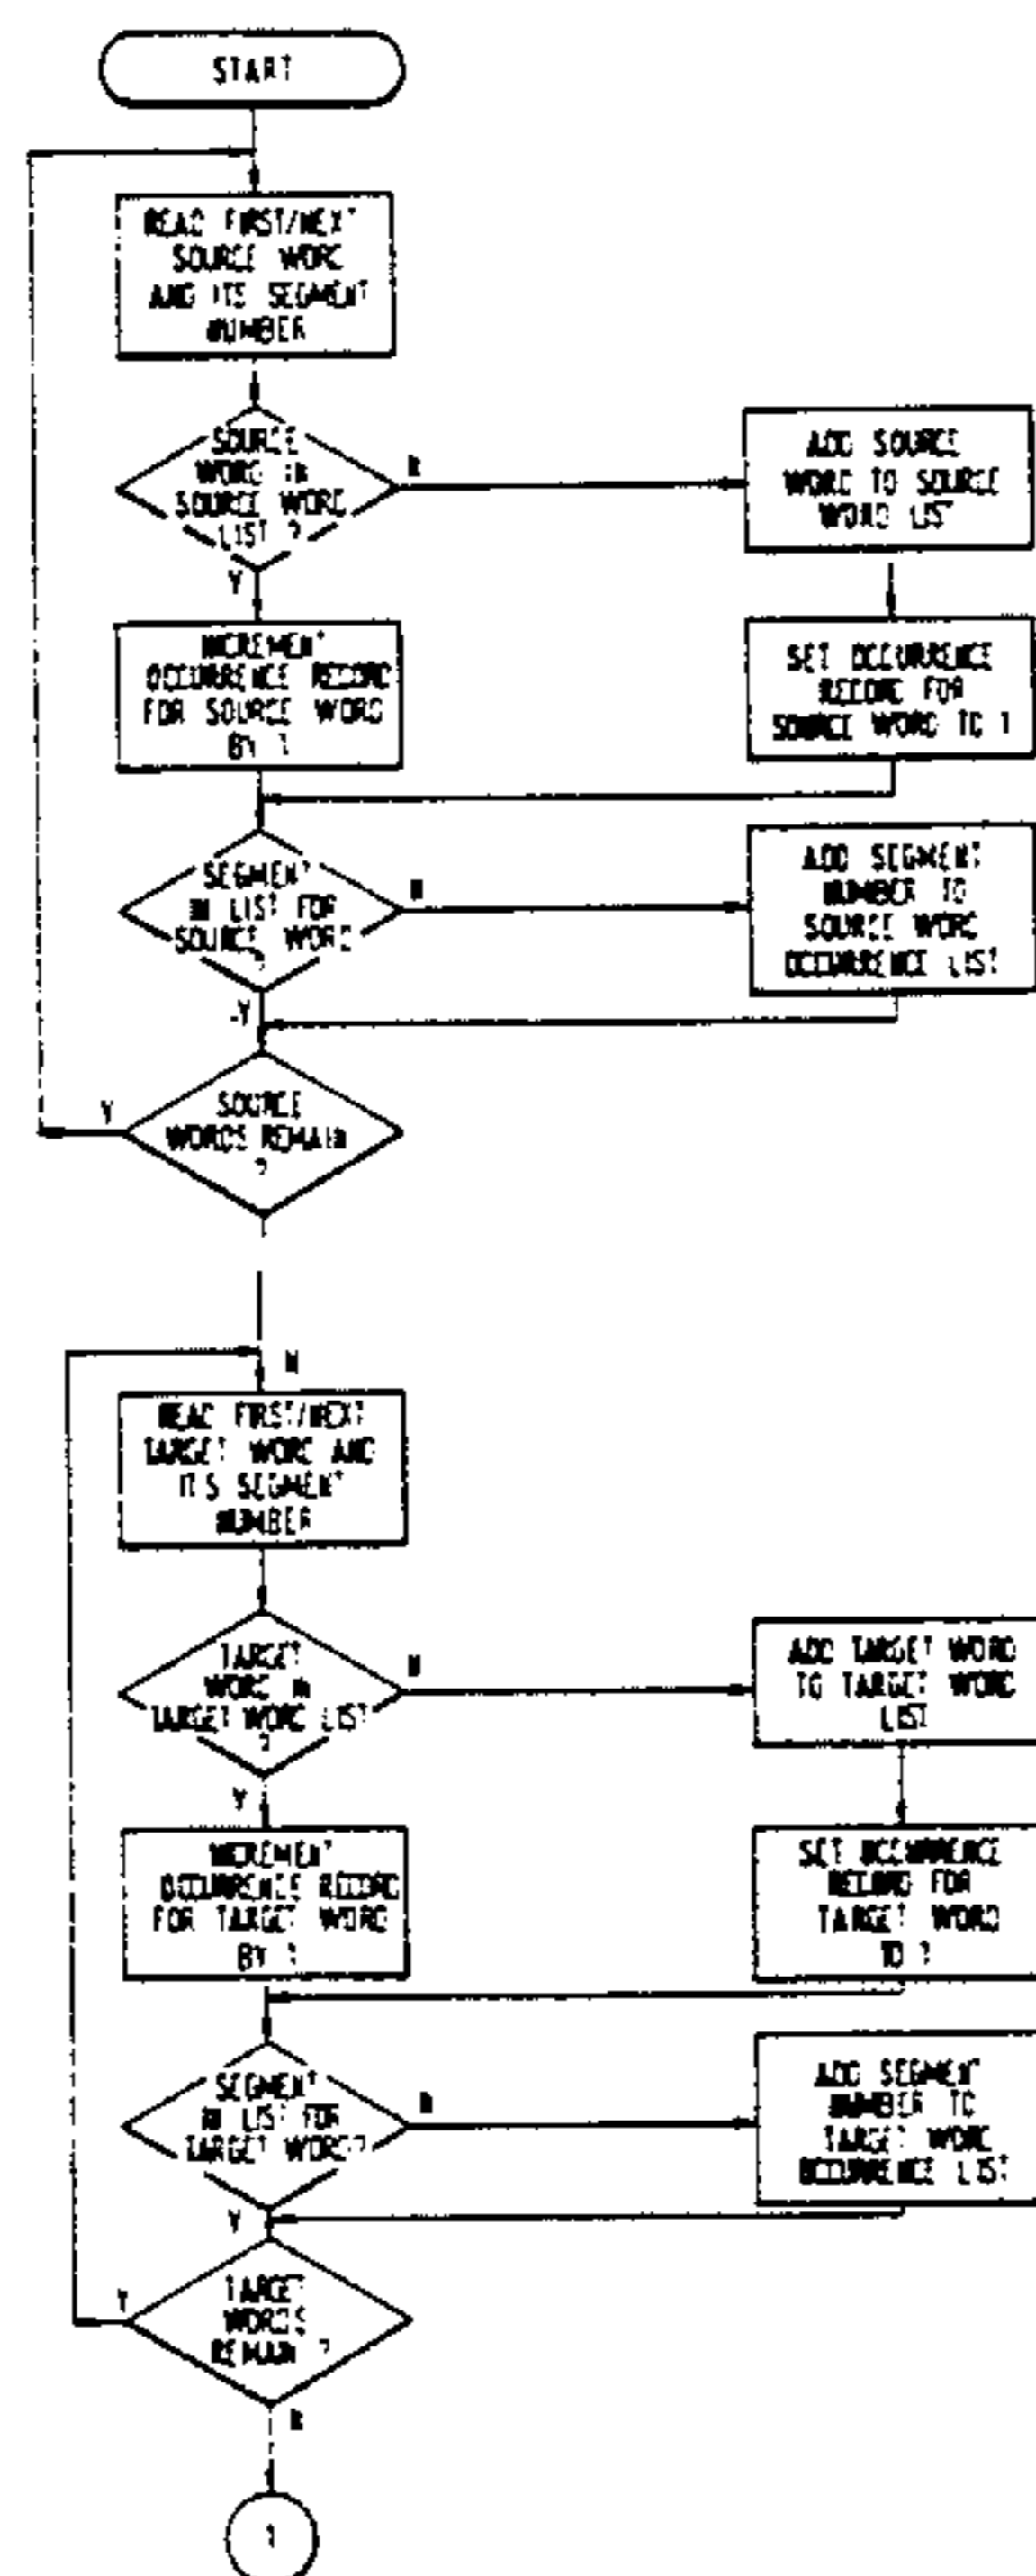 START
READ FIRST/NEXT
SOURCE WORD
AND ITS SEGMENT
NUMBER
SOURCE
WORD IN
SOURCE WORD
LIST ?
N
ADD SOURCE
WORD TO SOURCE
WORD LIST
Y
INCREMENT
OCCURRENCE RECORD
FOR SOURCE WORD
BY 1
SET OCCURRENCE
RECORD FOR
SOURCE WORD TO 1
SEGMENT
IN LIST FOR
SOURCE WORD
?
N
ADD SEGMENT
NUMBER TO
SOURCE WORD
OCCURRENCE LIST
Y
SOURCE
WORDS REMAIN
?
Y
N
READ FIRST/NEXT
TARGET WORD AND
ITS SEGMENT
NUMBER
TARGET
WORD IN
TARGET WORD LIST
?
N
ADD TARGET WORD
TO TARGET WORD
LIST
Y
INCREMENT
OCCURRENCE RECORD
FOR TARGET WORD
BY 1
SET OCCURRENCE
RECORD FOR
TARGET WORD
TO 1
SEGMENT
IN LIST FOR
TARGET WORD?
N
ADD SEGMENT
NUMBER TO
TARGET WORD
OCCURRENCE LIST
Y
TARGET
WORDS
REMAIN ?
Y
N
1